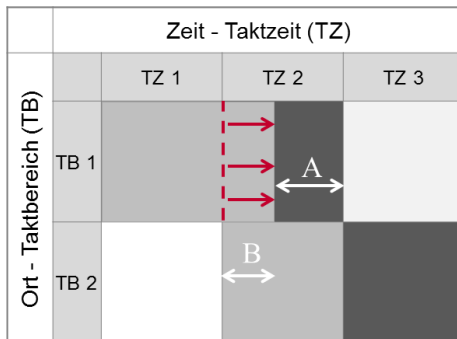 Zeit - Taktzeit (TZ)
TZ 1
TZ 2
TZ 3
Ort - Taktbereich (TB)
TB 1
A
TB 2
B